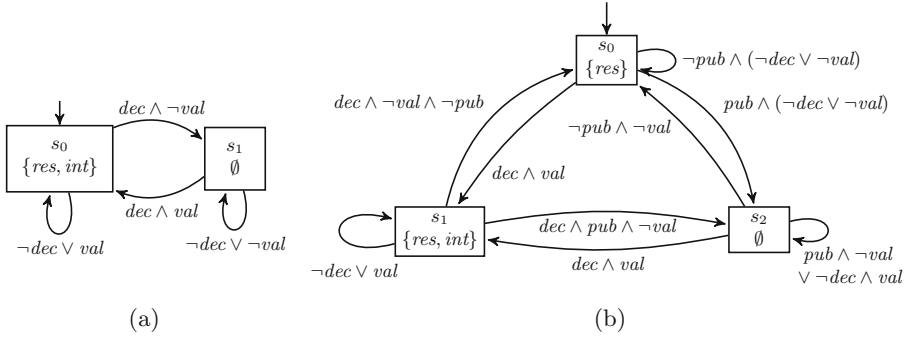 s₀
{res, int}
dec ∧ ¬val
s₁
∅
dec ∧ val
¬dec ∨ val
¬dec ∨ ¬val
(a)
s₀
{res}
¬pub ∧ (¬dec ∨ ¬val)
dec ∧ ¬val ∧ ¬pub
pub ∧ (¬dec ∨ ¬val)
¬pub ∧ ¬val
dec ∧ val
s₁
{res, int}
dec ∧ pub ∧ ¬val
s₂
∅
¬dec ∨ val
dec ∧ val
pub ∧ ¬val
∨ ¬dec ∧ val
(b)